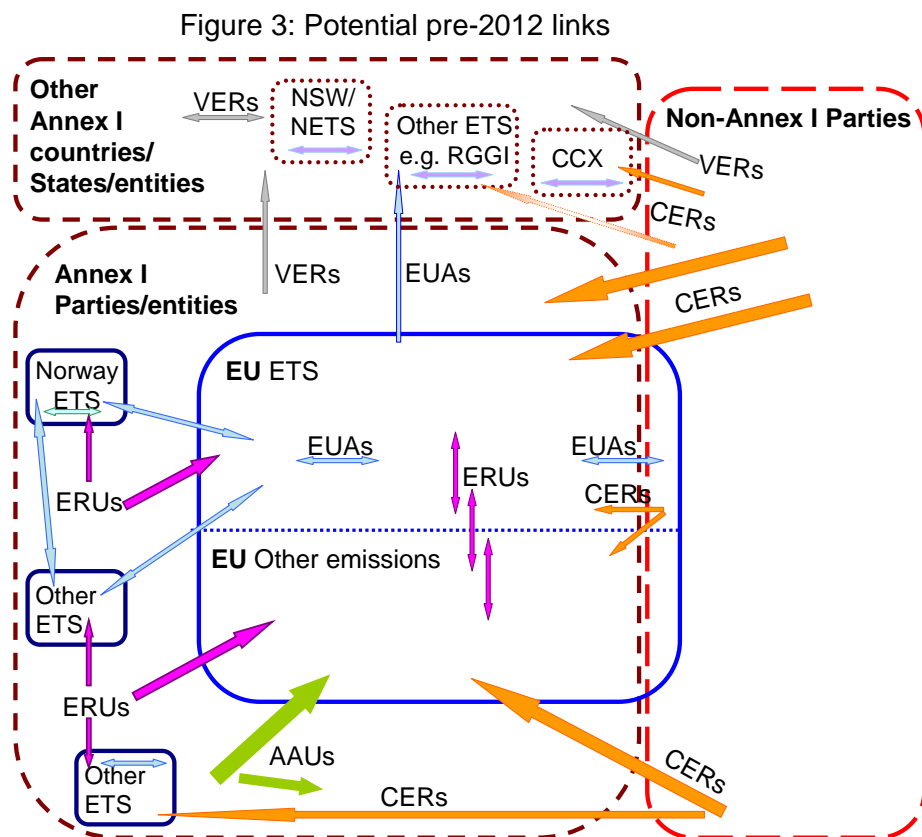 Figure 3: Potential pre-2012 links
Other
Annex I
countries/
States/entities
VERs
NSW/
NETS
Other ETS
e.g. RGGI
CCX
Non-Annex I Parties
VERs
CERs
Annex I
Parties/entities
VERs
EUAs
CERs
Norway
ETS
EU ETS
EUAs
ERUs
EUAs
CERs
ERUs
EU Other emissions
Other
ETS
ERUs
AAUs
Other
ETS
CERs
CERs